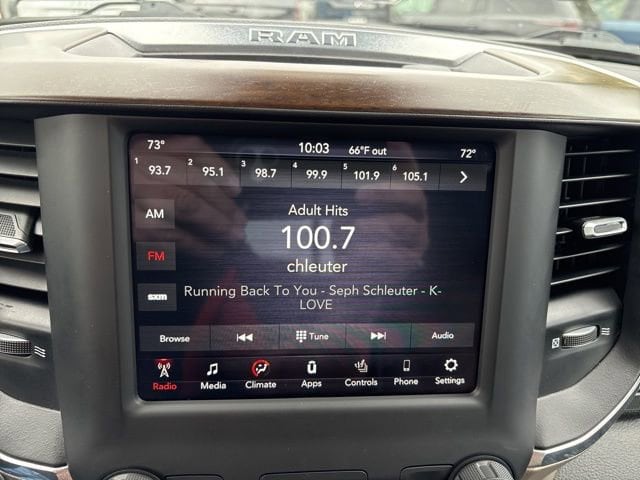 RAM
73° 10:03 66°F out 72°
1 93.7 2 95.1 3 98.7 4 99.9 5 101.9 6 105.1
AM
FM
Adult Hits
100.7
chleuter
Running Back To You - Seph Schleuter - K-
LOVE
Browse Tune Audio
Radio Media Climate Apps Controls Phone Settings